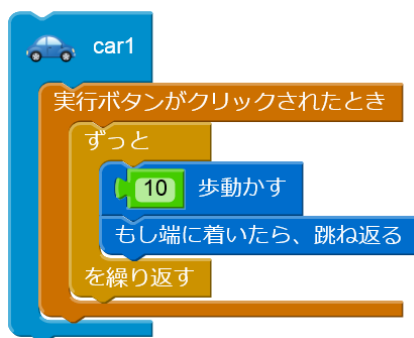 car1
実行ボタンがクリックされたとき
ずっと
10 歩動かす
もし端に着いたら、跳ね返る
を繰り返す